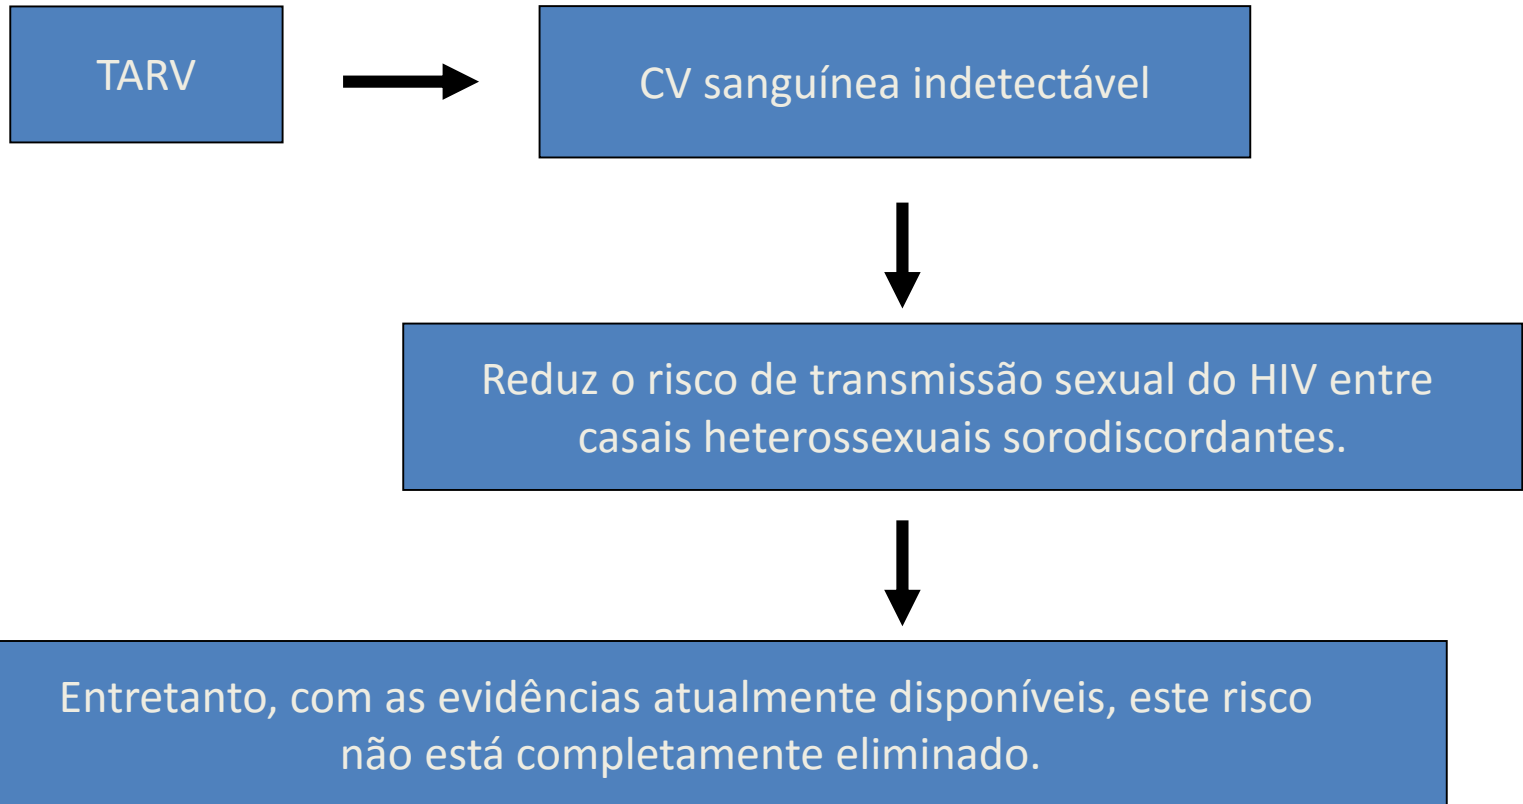 TARV
CV sanguínea indetectável
Reduz o risco de transmissão sexual do HIV entre
casais heterossexuais sorodiscordantes.
Entretanto, com as evidências atualmente disponíveis, este risco
não está completamente eliminado.